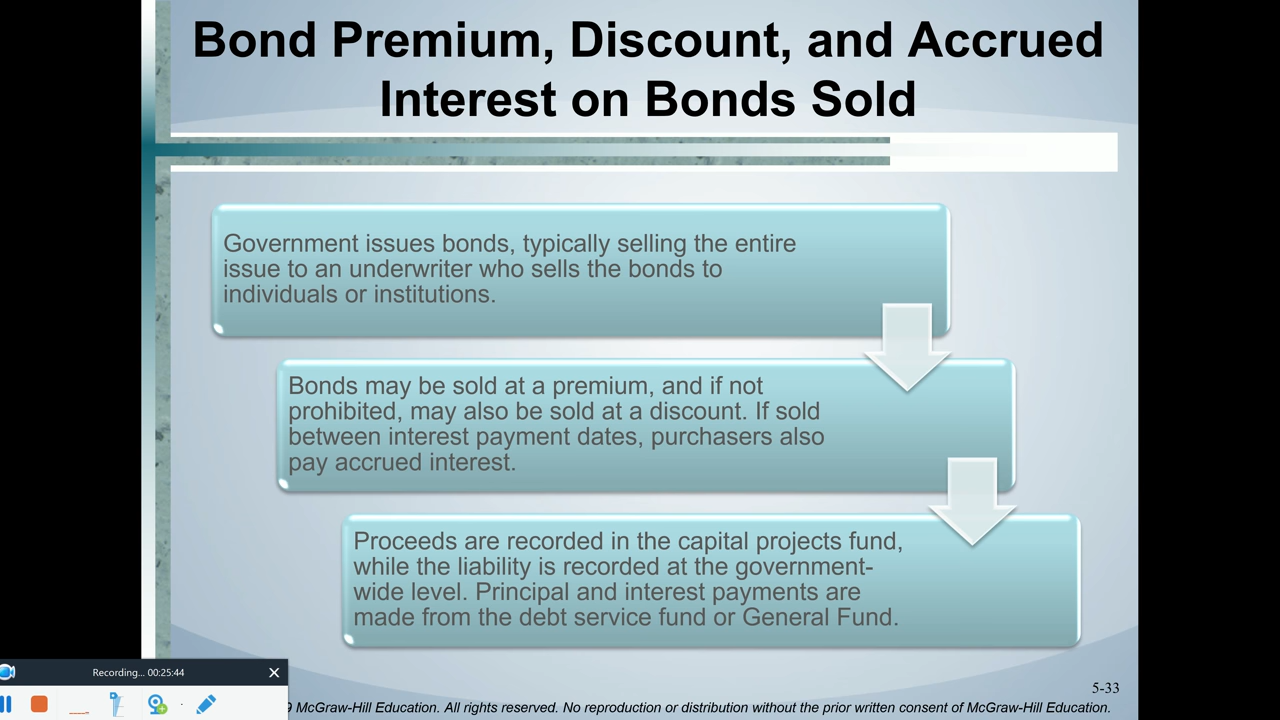 Bond Premium, Discount, and Accrued
Interest on Bonds Sold
Government issues bonds, typically selling the entire
issue to an underwriter who sells the bonds to
individuals or institutions.
Bonds may be sold at a premium, and if not
prohibited, may also be sold at a discount. If sold
between interest payment dates, purchasers also
pay accrued interest.
Proceeds are recorded in the capital projects fund,
while the liability is recorded at the government-
wide level. Principal and interest payments are
made from the debt service fund or General Fund.
Recording... 00:25:44
5-33
9 McGraw-Hill Education. All rights reserved. No reproduction or distribution without the prior written consent of McGraw-Hill Education.